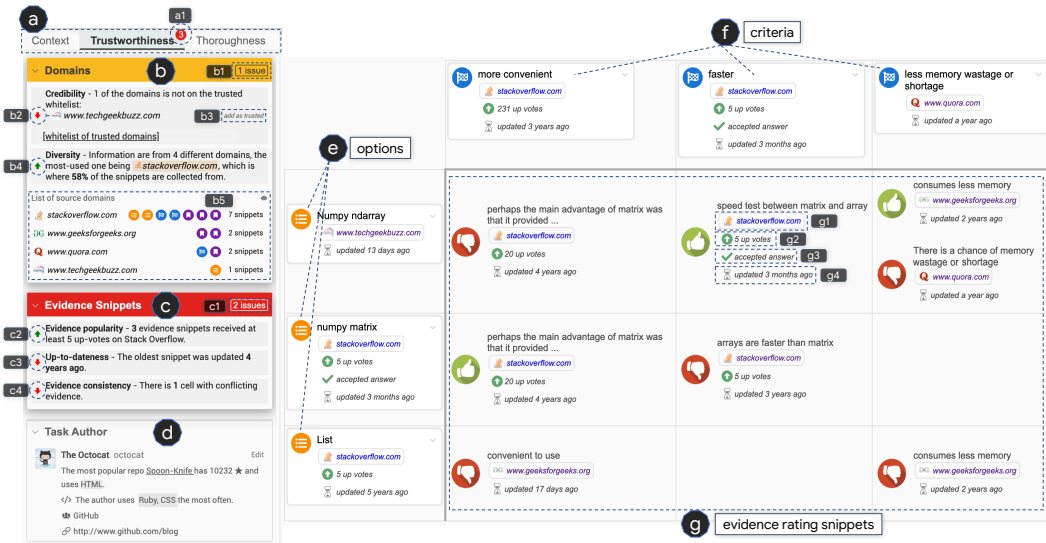 a
a1
3
Context
Trustworthiness
Thoroughness
Domains
b
b1
1 issue
Credibility - 1 of the domains is not on the trusted
whitelist:
b2
www.techgeekbuzz.com
b3
add as trusted
[whitelist of trusted domains]
b4
Diversity - Information are from 4 different domains, the
most-used one being stackoverflow.com, which is
where 58% of the snippets are collected from.
List of source domains
b5
stackoverflow.com
7 snippets
www.geeksforgeeks.org
2 snippets
www.quora.com
2 snippets
www.techgeekbuzz.com
1 snippets
Evidence Snippets
c
c1
2 issues
c2
Evidence popularity - 3 evidence snippets received at
least 5 up-votes on Stack Overflow.
c3
Up-to-dateness - The oldest snippet was updated 4
years ago.
c4
Evidence consistency - There is 1 cell with conflicting
evidence.
Task Author
d
The Octocat octocat
Edit
The most popular repo Spoon-Knife has 10232 ★ and
uses HTML.
</> The author uses Ruby, CSS the most often.
GitHub
http://www.github.com/blog
f
criteria
more convenient
stackoverflow.com
231 up votes
updated 3 years ago
faster
stackoverflow.com
5 up votes
accepted answer
updated 3 months ago
less memory wastage or
shortage
www.quora.com
updated a year ago
e
options
Numpy ndarray
www.techgeekbuzz.com
updated 13 days ago
perhaps the main advantage of matrix was
that it provided ...
stackoverflow.com
20 up votes
updated 4 years ago
speed test between matrix and array
stackoverflow.com
g1
5 up votes
g2
accepted answer
g3
updated 3 months ago
g4
consumes less memory
www.geeksforgeeks.org
updated 2 years ago
There is a chance of memory
wastage or shortage
www.quora.com
updated a year ago
numpy matrix
stackoverflow.com
5 up votes
accepted answer
updated 3 months ago
perhaps the main advantage of matrix was
that it provided ...
stackoverflow.com
20 up votes
updated 4 years ago
arrays are faster than matrix
stackoverflow.com
5 up votes
updated 3 years ago
List
stackoverflow.com
5 up votes
updated 5 years ago
convenient to use
www.geeksforgeeks.org
updated 17 days ago
consumes less memory
www.geeksforgeeks.org
updated 2 years ago
g
evidence rating snippets